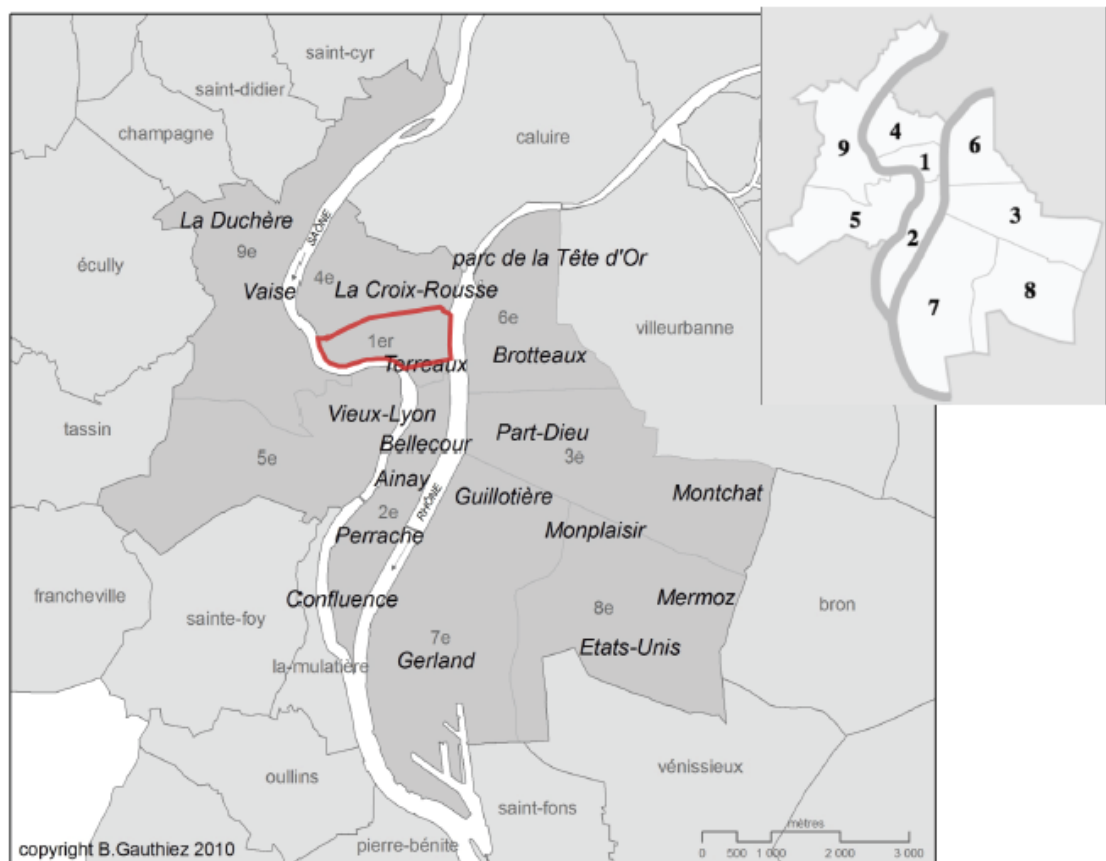 saint-cyr
saint-didier
champagne
caluire
La Duchère
9e
SAÔNE
écully
4e
parc de la Tête d'Or
Vaise
La Croix-Rousse
6e
villeurbanne
1er
Terreaux
Brotteaux
Vieux-Lyon
tassin
Part-Dieu
Bellecour
5e
3e
Ainay
Guillotière
Montchat
2e
RHÔNE
Perrache
Monplaisir
francheville
Confluence
Mermoz
bron
sainte-foy
8e
7e
Etats-Unis
la-mulatière
Gerland
oullins
vénissieux
saint-fons
pierre-bénite
mètres
0 500 1 000 2 000 3 000
copyright B.Gauthiez 2010
4
9
1
6
5
2
3
7
8